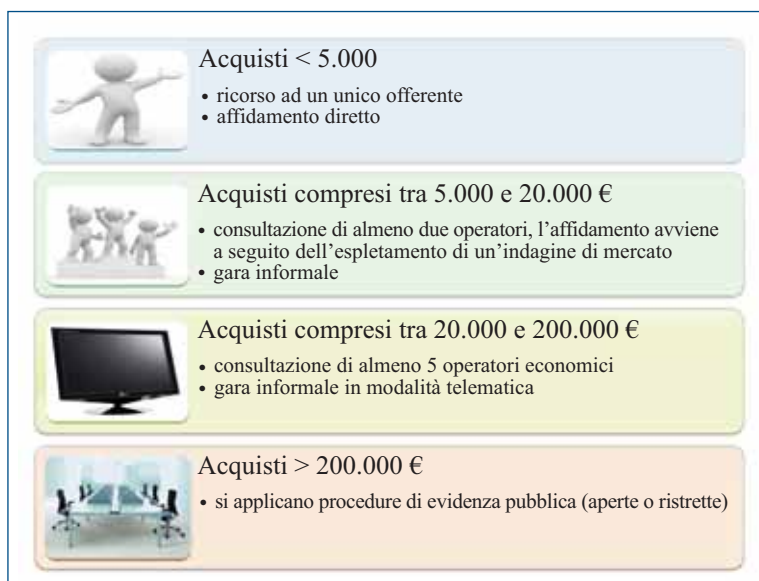 Acquisti < 5.000
• ricorso ad un unico offerente
• affidamento diretto
Acquisti compresi tra 5.000 e 20.000 €
• consultazione di almeno due operatori, l’affidamento avviene
a seguito dell’espletamento di un’indagine di mercato
• gara informale
Acquisti compresi tra 20.000 e 200.000 €
• consultazione di almeno 5 operatori economici
• gara informale in modalità telematica
Acquisti > 200.000 €
• si applicano procedure di evidenza pubblica (aperte o ristrette)